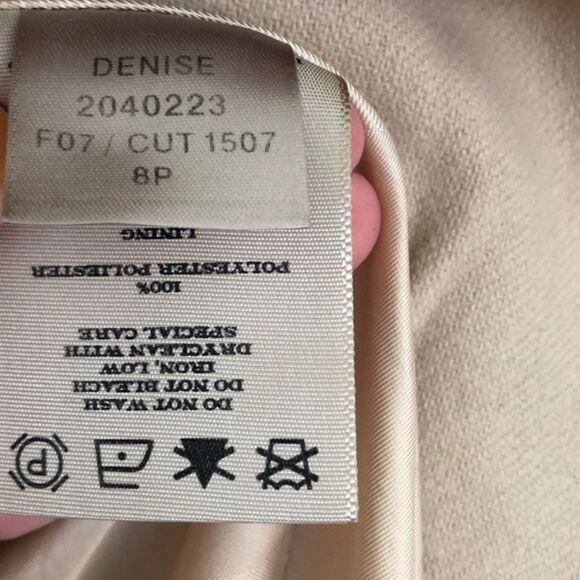 DENISE
2040223
F07 / CUT 1507
8P
DO NOT WASH
DO NOT BLEACH
IRON, LOW
DRYCLEAN WITH
SPECIAL CARE
100%
POLYESTER POLIESTER
LINING